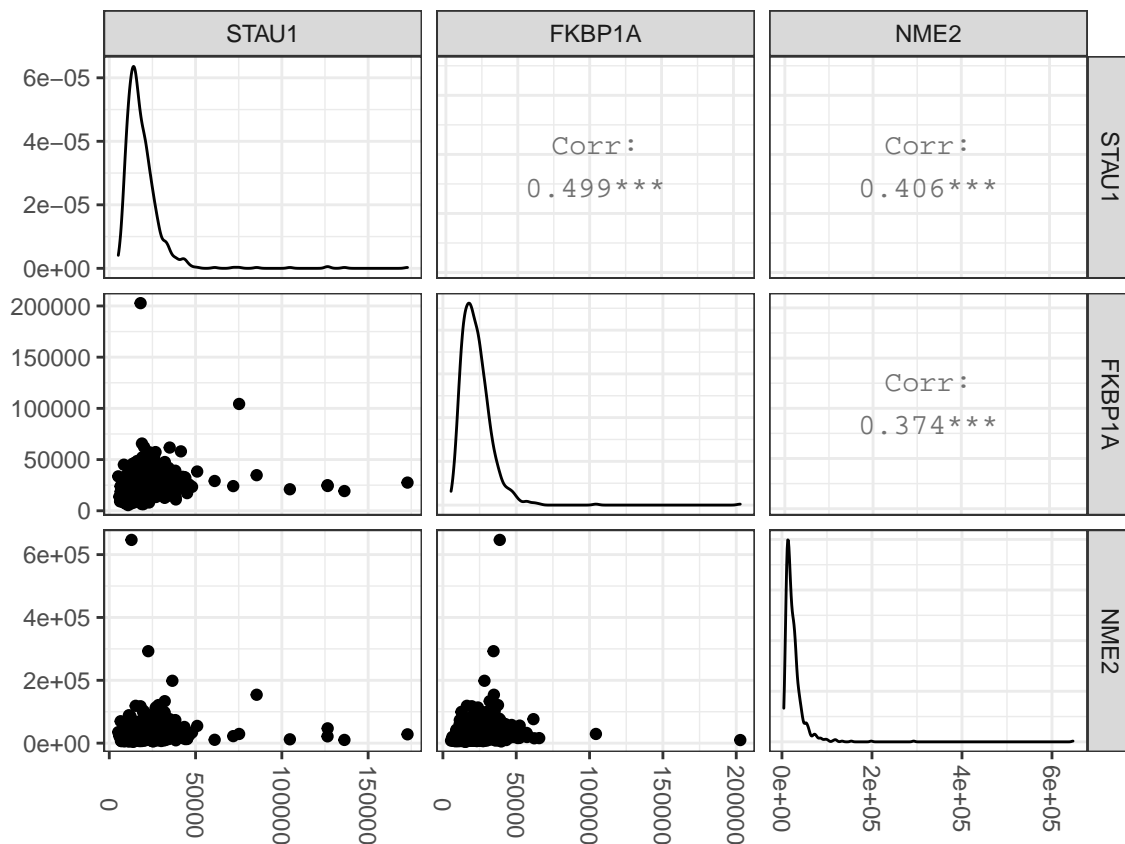 STAU1 FKBP1A NME2
6e−05
4e−05
2e−05
0e+00
Corr:
0.499***
Corr:
0.406***
STAU1
200000
150000
100000
50000
0
Corr:
0.374***
FKBP1A
6e+05
4e+05
2e+05
0e+00
NME2
0 50000 100000 150000
0 50000 100000 150000 200000
0e+00 2e+05 4e+05 6e+05